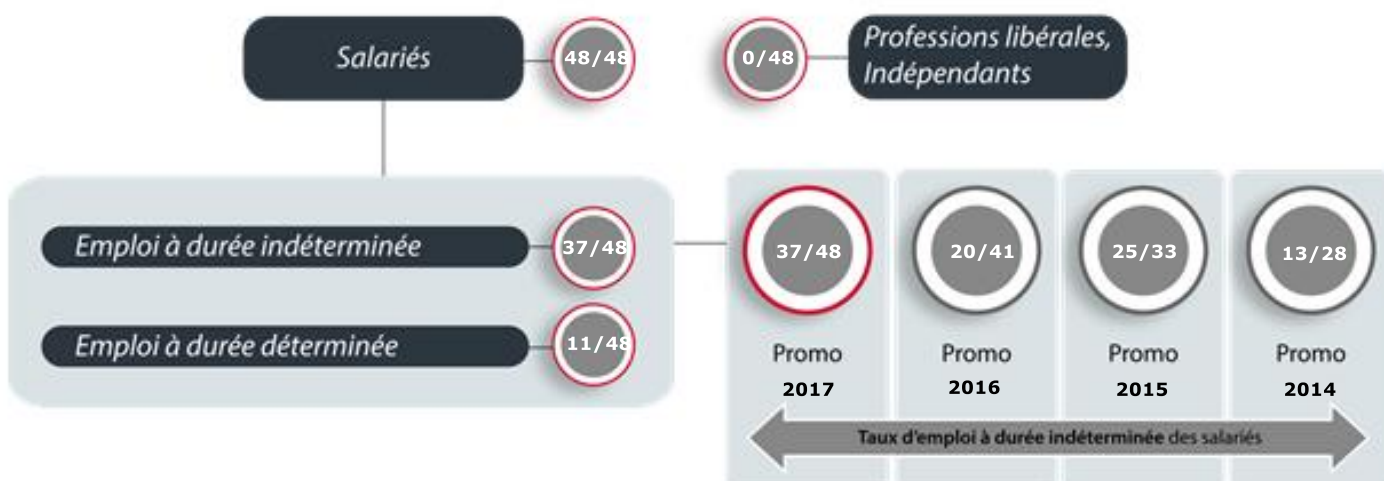 Salariés
48/48
0/48
Professions libérales,
Indépendants
Emploi à durée indéterminée
37/48
Emploi à durée déterminée
11/48
37/48
20/41
25/33
13/28
Promo
Promo
Promo
Promo
2017
2016
2015
2014
Taux d'emploi à durée indéterminée des salariés